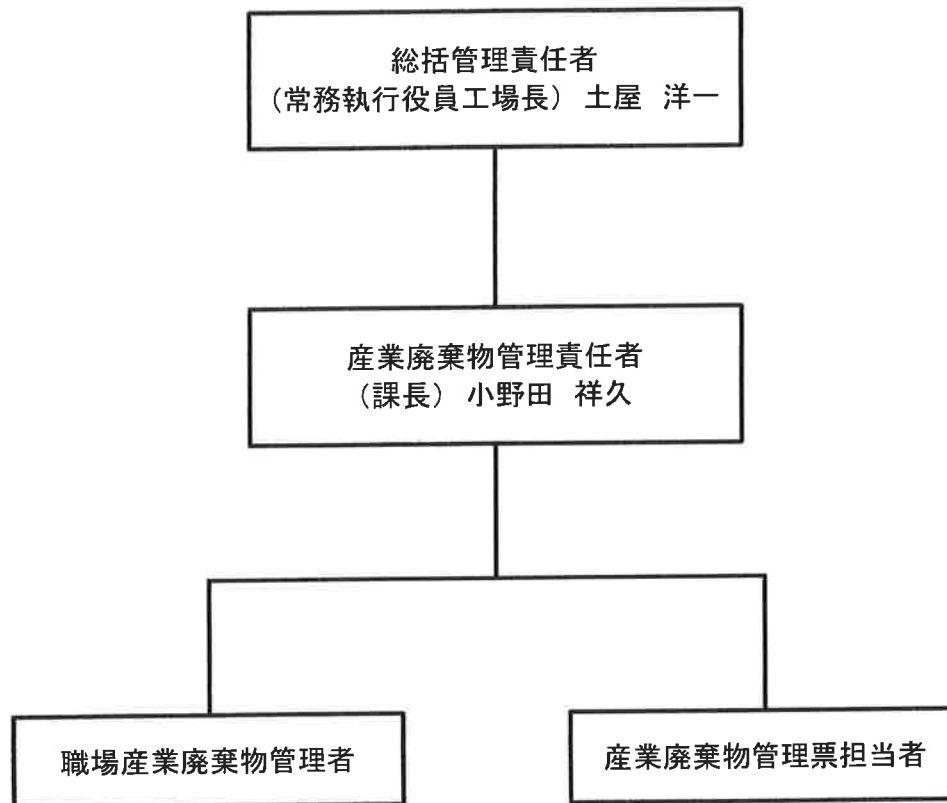 総括管理責任者
(常務執行役員工場長) 土屋 洋一
産業廃棄物管理責任者
(課長) 小野田 祥久
職場産業廃棄物管理者
産業廃棄物管理票担当者